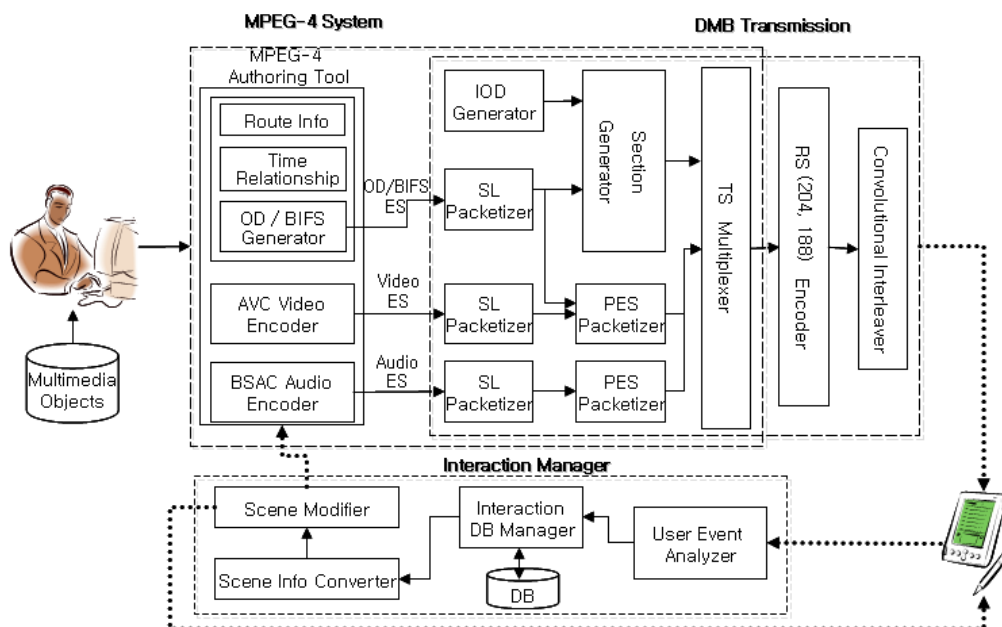 MPEG-4 System
DMB Transmission
MPEG-4
Authoring Tool
Route Info
Time
Relationship
OD / BIFS
Generator
AVC Video
Encoder
BSAC Audio
Encoder
OD/BIFS
ES
Video
ES
Audio
ES
IOD
Generator
SL
Packetizer
SL
Packetizer
SL
Packetizer
Section
Generator
PES
Packetizer
PES
Packetizer
TS Multiplexer
RS (204, 188) Encoder
Convolutional Interleaver
Multimedia
Objects
Interaction Manager
Scene Modifier
Scene Info Converter
Interaction
DB Manager
DB
User Event
Analyzer